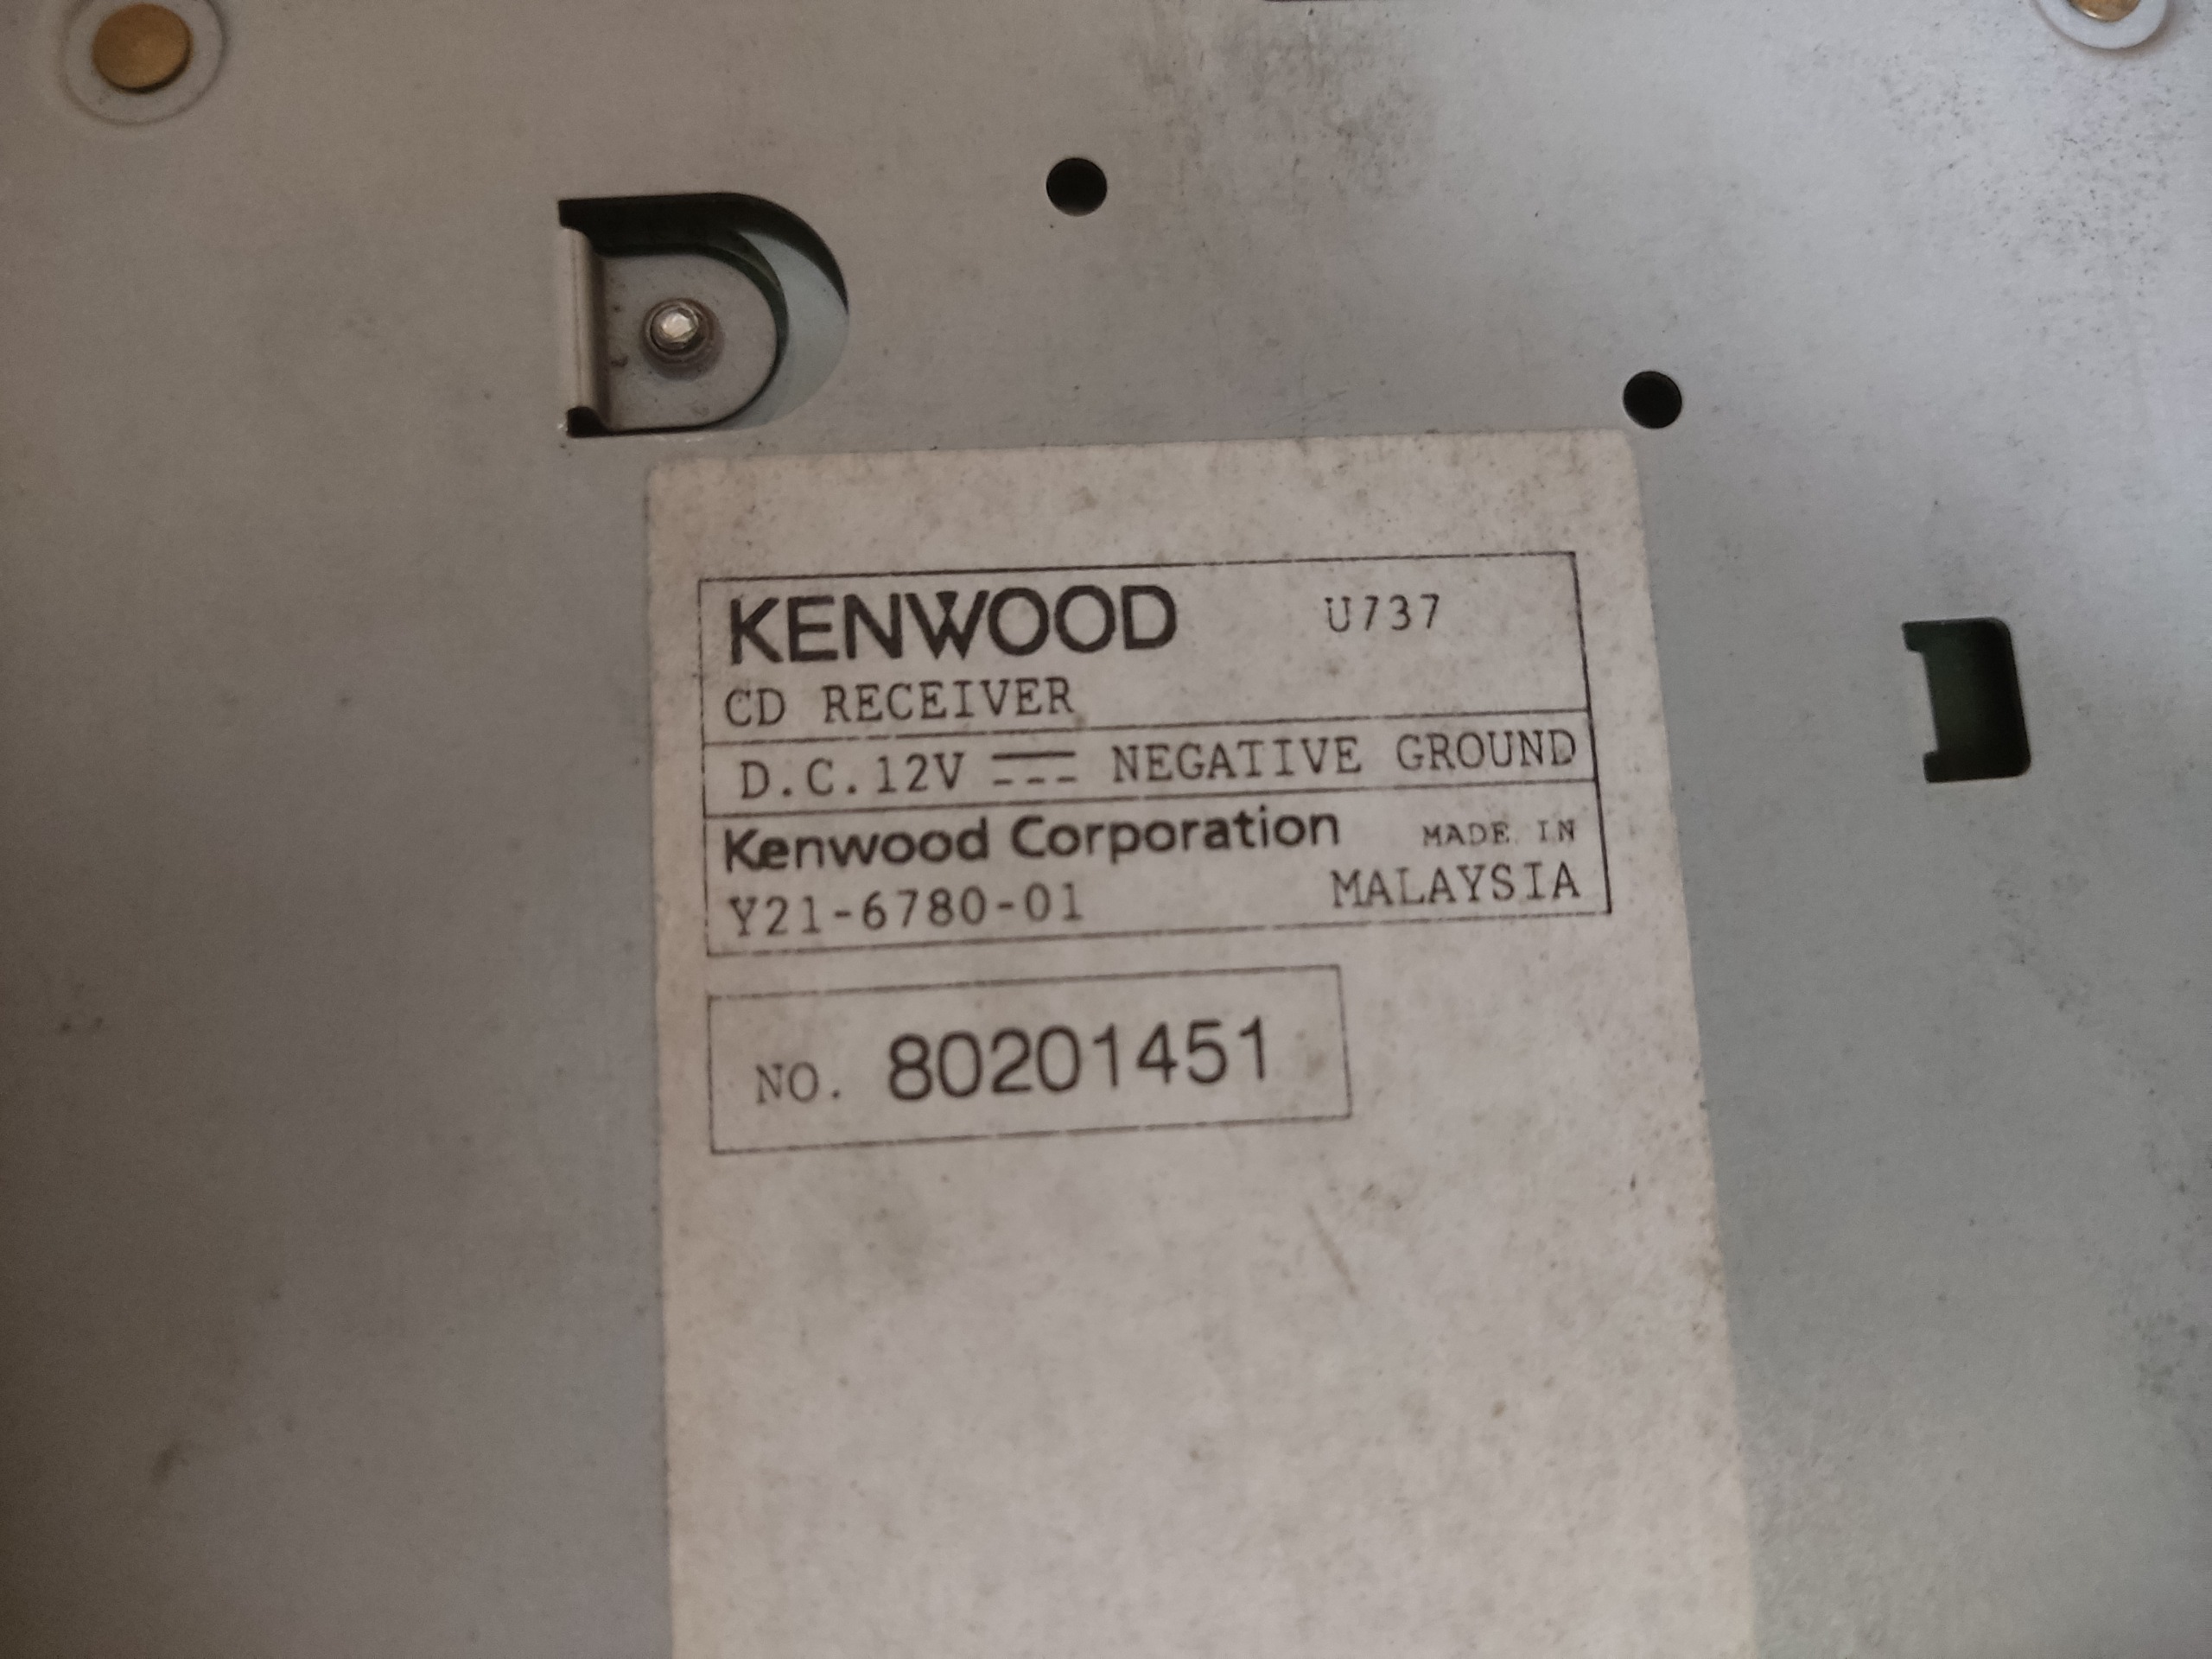 KENWOOD U737
CD RECEIVER
D.C.12V NEGATIVE GROUND
Kenwood Corporation MADE IN
Y21-6780-01 MALAYSIA
NO. 80201451